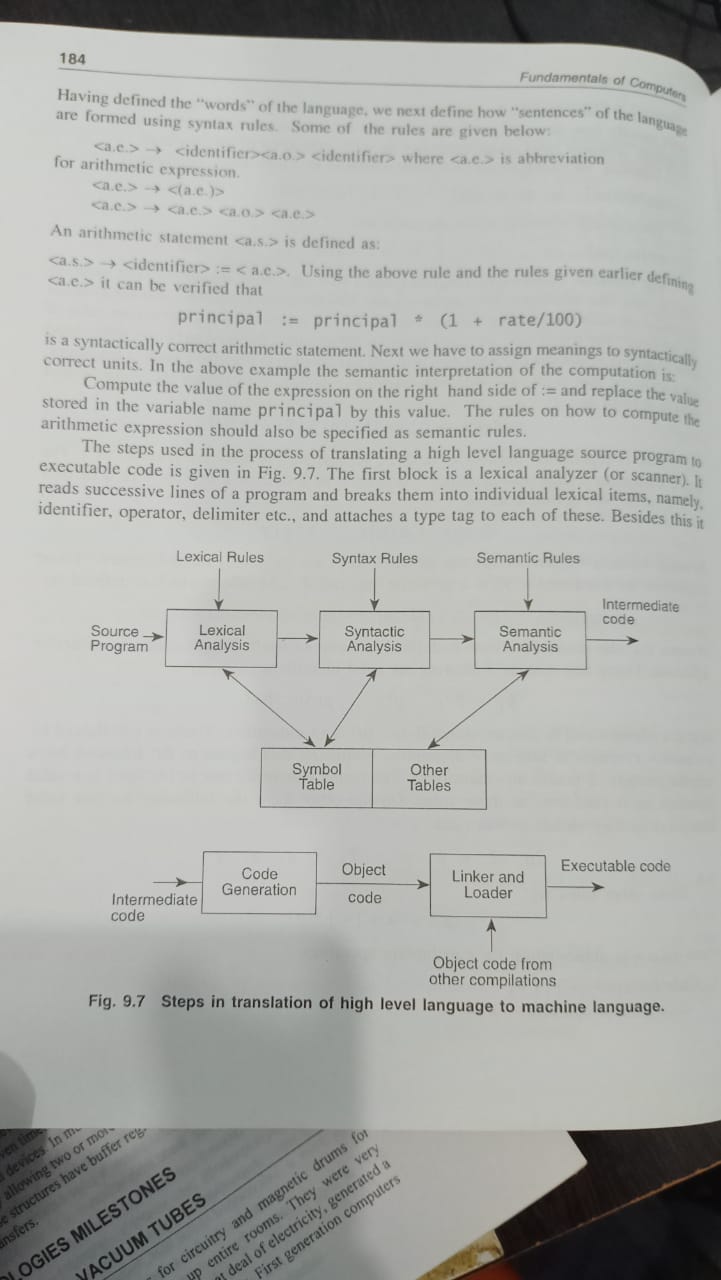 184
Fundamentals of Computers
Having defined the "words" of the language, we next define how "sentences" of the language
are formed using syntax rules. Some of the rules are given below:
<a.e.> → <identifier><a.o.> <identifier> where <a.e.> is abbreviation
for arithmetic expression.
<a.e.> → <(a.e.)>
<a.e.> → <a.e.> <a.o.> <a.e.>
An arithmetic statement <a.s.> is defined as:
<a.s.> → <identifier> := < a.e.>. Using the above rule and the rules given earlier defining
<a.e.> it can be verified that
principal := principal * (1 + rate/100)
is a syntactically correct arithmetic statement. Next we have to assign meanings to syntactically
correct units. In the above example the semantic interpretation of the computation is:
Compute the value of the expression on the right hand side of := and replace the value
stored in the variable name principal by this value. The rules on how to compute the
arithmetic expression should also be specified as semantic rules.
The steps used in the process of translating a high level language source program to
executable code is given in Fig. 9.7. The first block is a lexical analyzer (or scanner). It
reads successive lines of a program and breaks them into individual lexical items, namely,
identifier, operator, delimiter etc., and attaches a type tag to each of these. Besides this it
Lexical Rules
Syntax Rules
Semantic Rules
Source
Program
Lexical
Analysis
Syntactic
Analysis
Semantic
Analysis
Intermediate
code
Symbol
Table
Other
Tables
Intermediate
code
Code
Generation
Object
code
Linker and
Loader
Executable code
Object code from
other compilations
Fig. 9.7 Steps in translation of high level language to machine language.
devices. In
allowing two or more
structures have buffer
MILESTONES
VACUUM TUBES
for circuitry and magnetic drums for
up entire rooms. They were very
deal of electricity, generated a
First generation computers